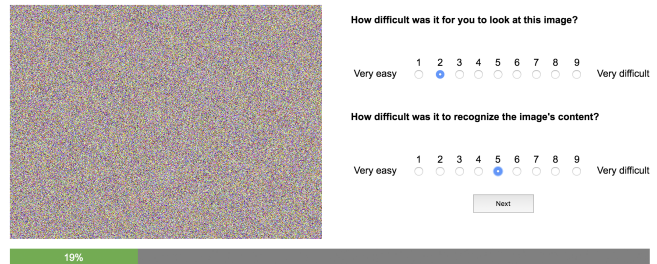 How difficult was it for you to look at this image?
1 2 3 4 5 6 7 8 9
Very easy Very difficult
How difficult was it to recognize the image's content?
1 2 3 4 5 6 7 8 9
Very easy Very difficult
Next
19%